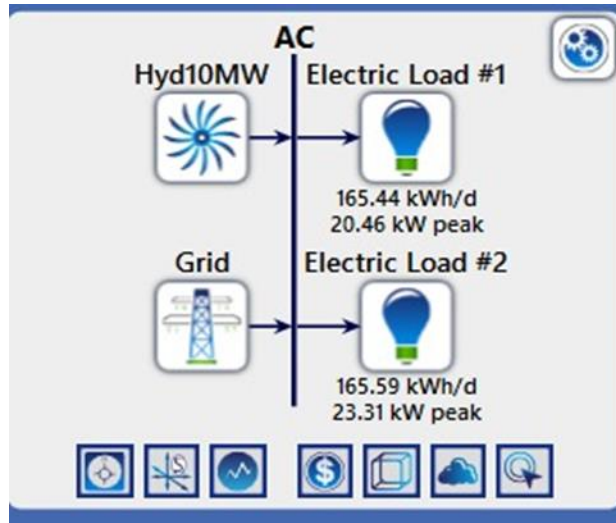 AC
Hyd10MW
Electric Load #1
165.44 kWh/d
20.46 kW peak
Grid
Electric Load #2
165.59 kWh/d
23.31 kW peak